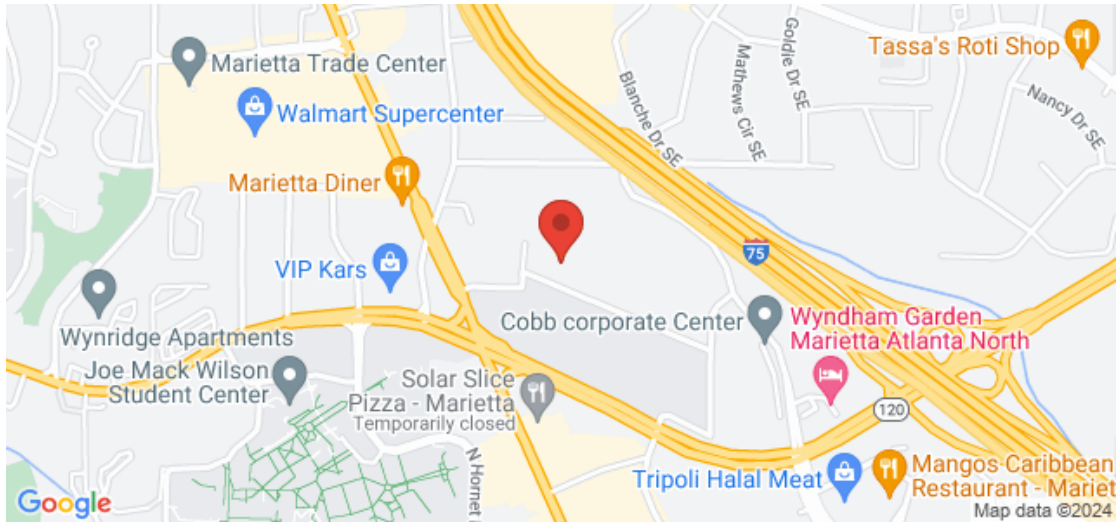 Marietta Trade Center
Walmart Supercenter
Marietta Diner
VIP Kars
Wynridge Apartments
Joe Mack Wilson
Student Center
Solar Slice
Pizza - Marietta
Temporarily closed
N Hornet
Blanche Dr SE
Mathews Cir SE
Goldie Dr SE
Tassa's Roti Shop
Nancy Dr SE
75
Cobb corporate Center
Wyndham Garden
Marietta Atlanta North
120
Tripoli Halal Meat
Mangos Caribbean
Restaurant - Mariet
Google
Map data ©2024